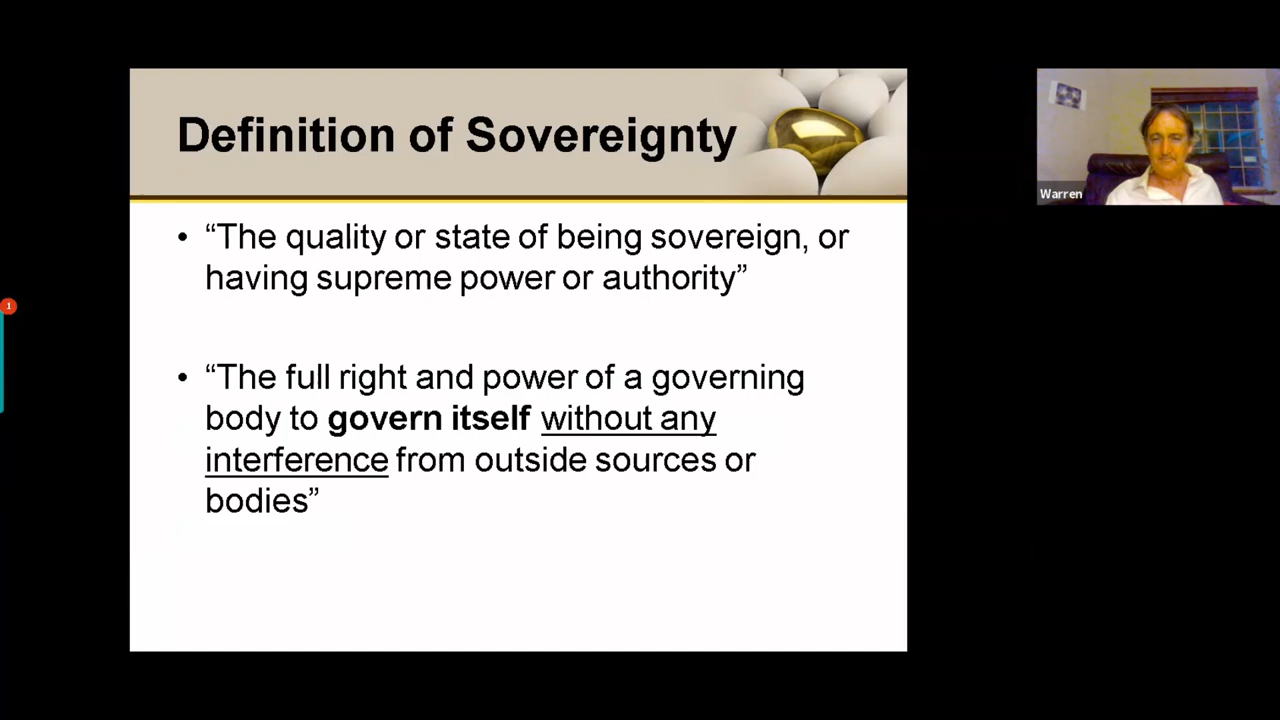 Definition of Sovereignty
• “The quality or state of being sovereign, or
having supreme power or authority”
• “The full right and power of a governing
body to govern itself without any
interference from outside sources or
bodies”
Warren
1